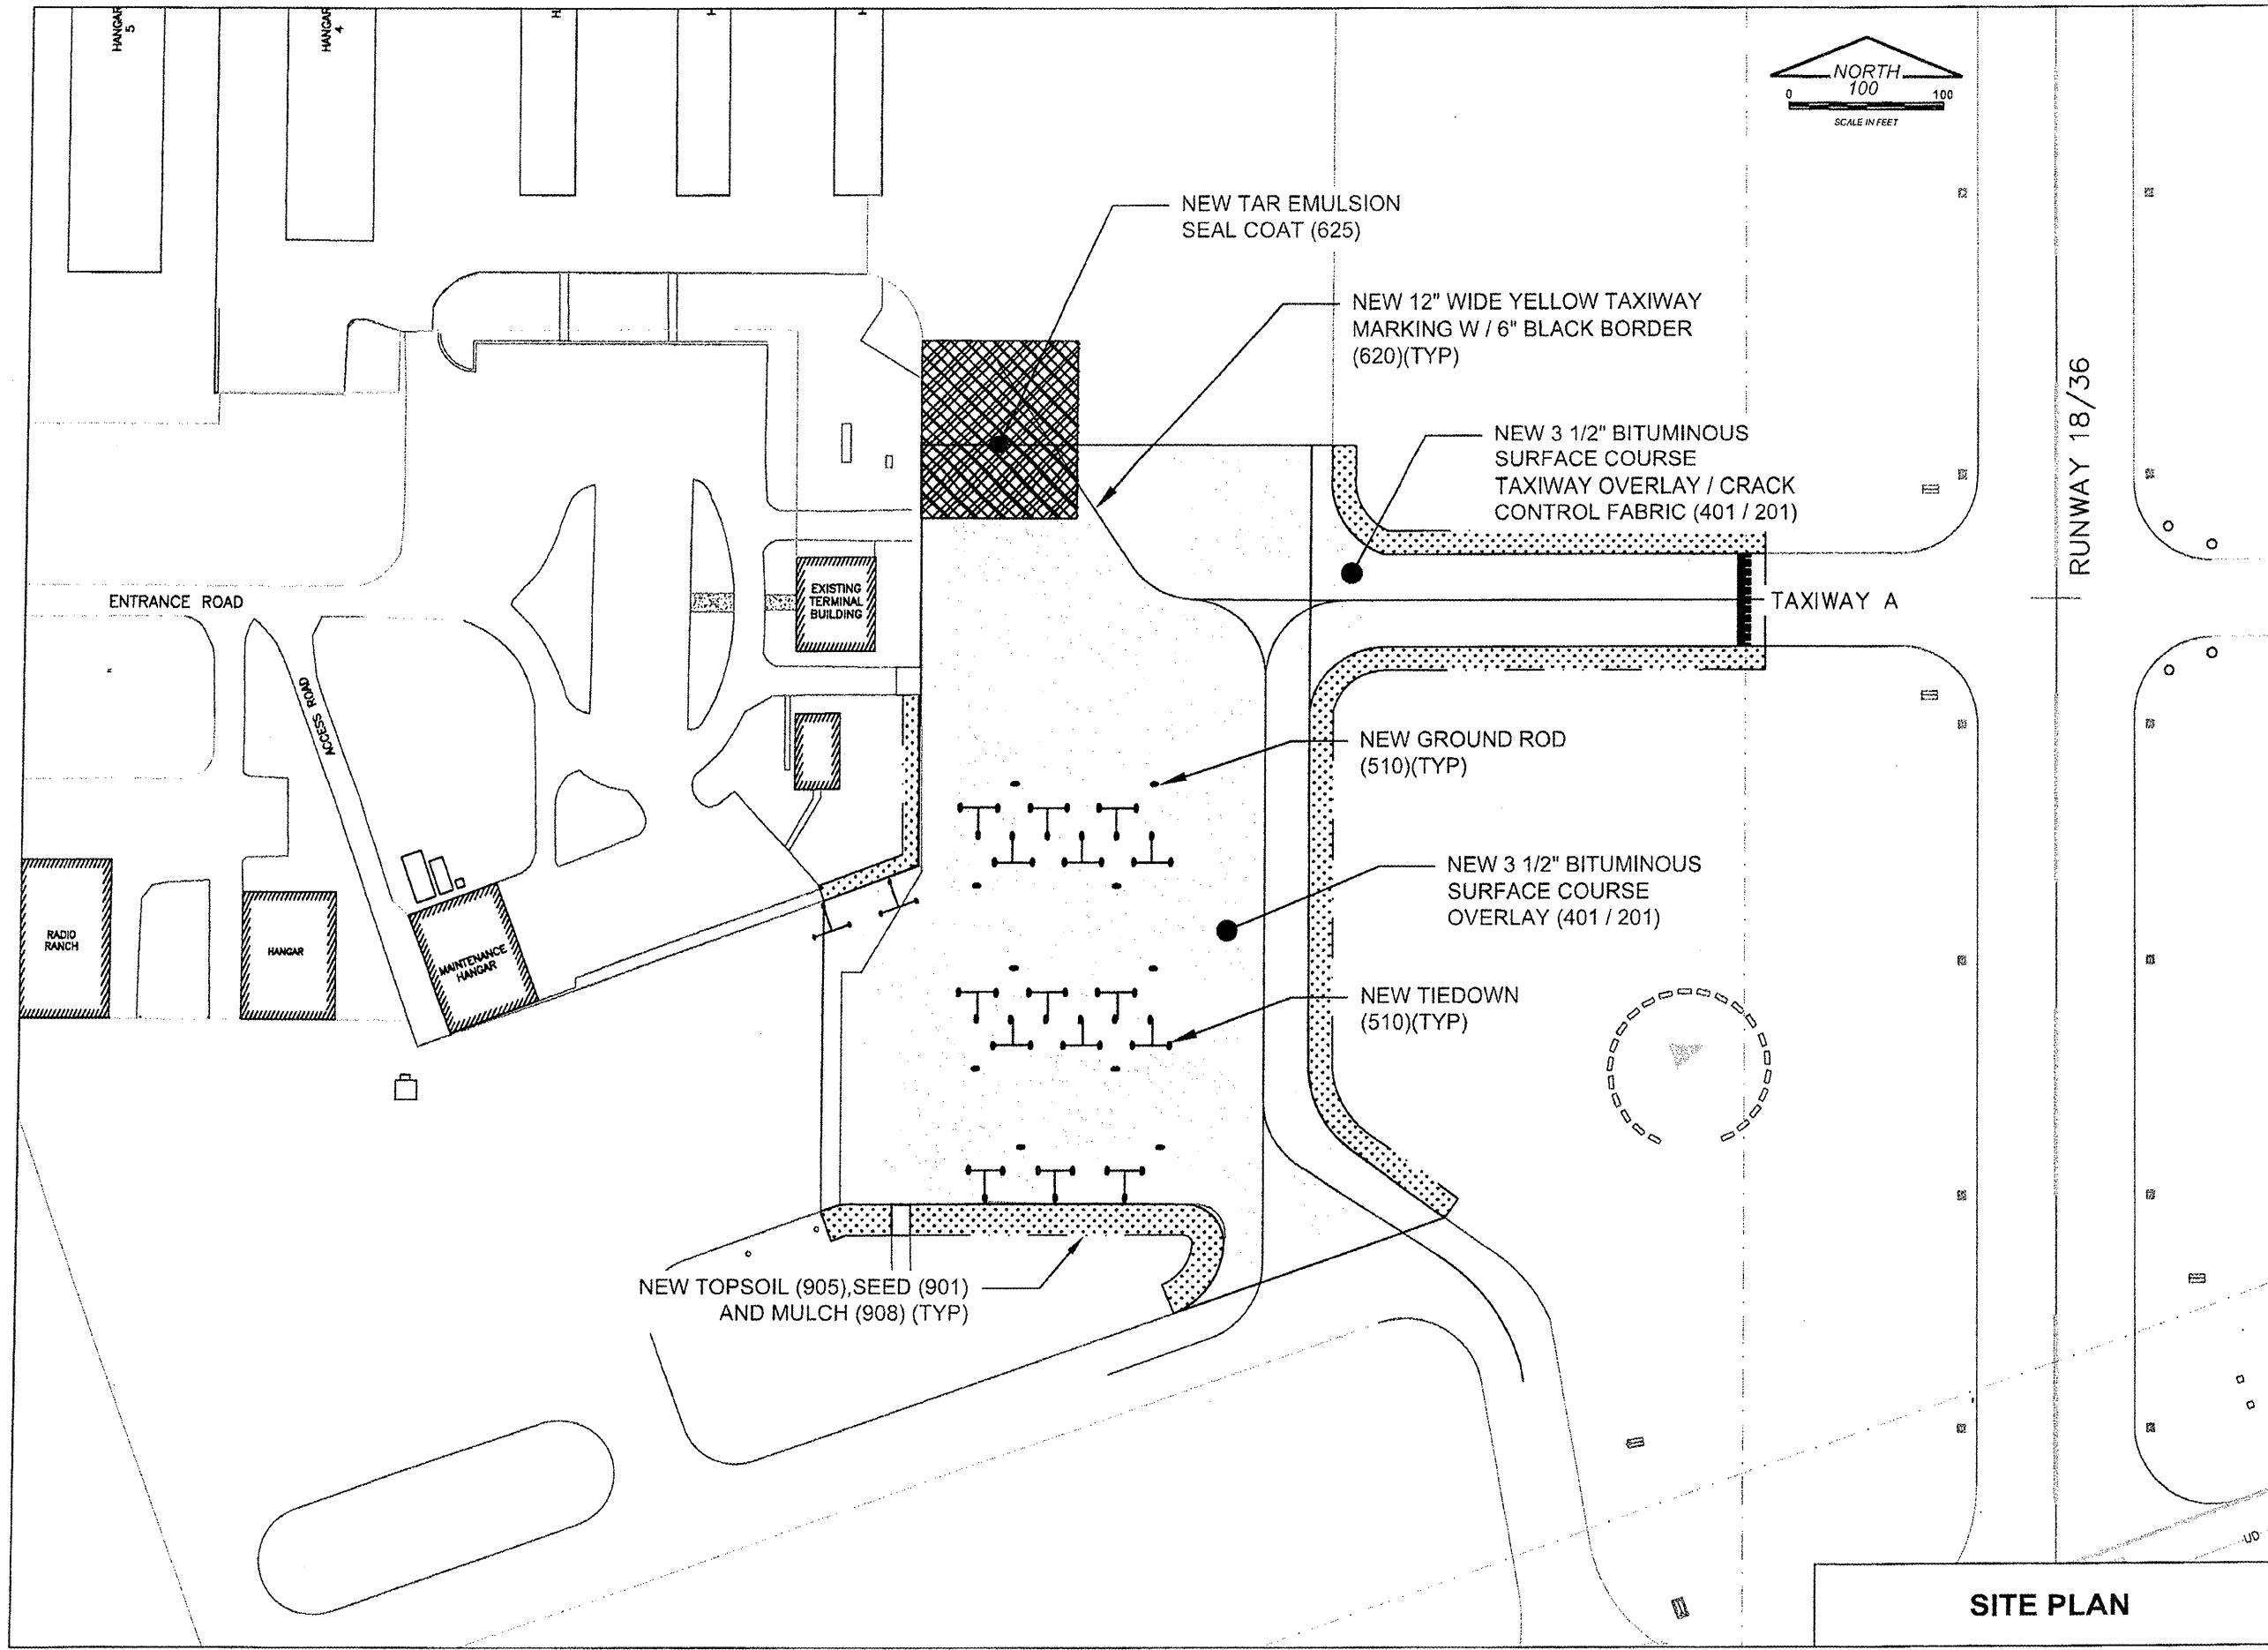 HANGAR
5
HANGAR
4
H
I
I
NORTH
100
0 100
SCALE IN FEET
NEW TAR EMULSION
SEAL COAT (625)
NEW 12" WIDE YELLOW TAXIWAY
MARKING W / 6" BLACK BORDER
(620)(TYP)
NEW 3 1/2" BITUMINOUS
SURFACE COURSE
TAXIWAY OVERLAY / CRACK
CONTROL FABRIC (401 / 201)
RUNWAY 18/36
ENTRANCE ROAD
EXISTING
TERMINAL
BUILDING
TAXIWAY A
ACCESS ROAD
NEW GROUND ROD
(510)(TYP)
NEW 3 1/2" BITUMINOUS
SURFACE COURSE
OVERLAY (401 / 201)
RADIO
RANCH
HANGAR
MAINTENANCE
HANGAR
NEW TIEDOWN
(510)(TYP)
NEW TOPSOIL (905),SEED (901)
AND MULCH (908) (TYP)
UD
SITE PLAN